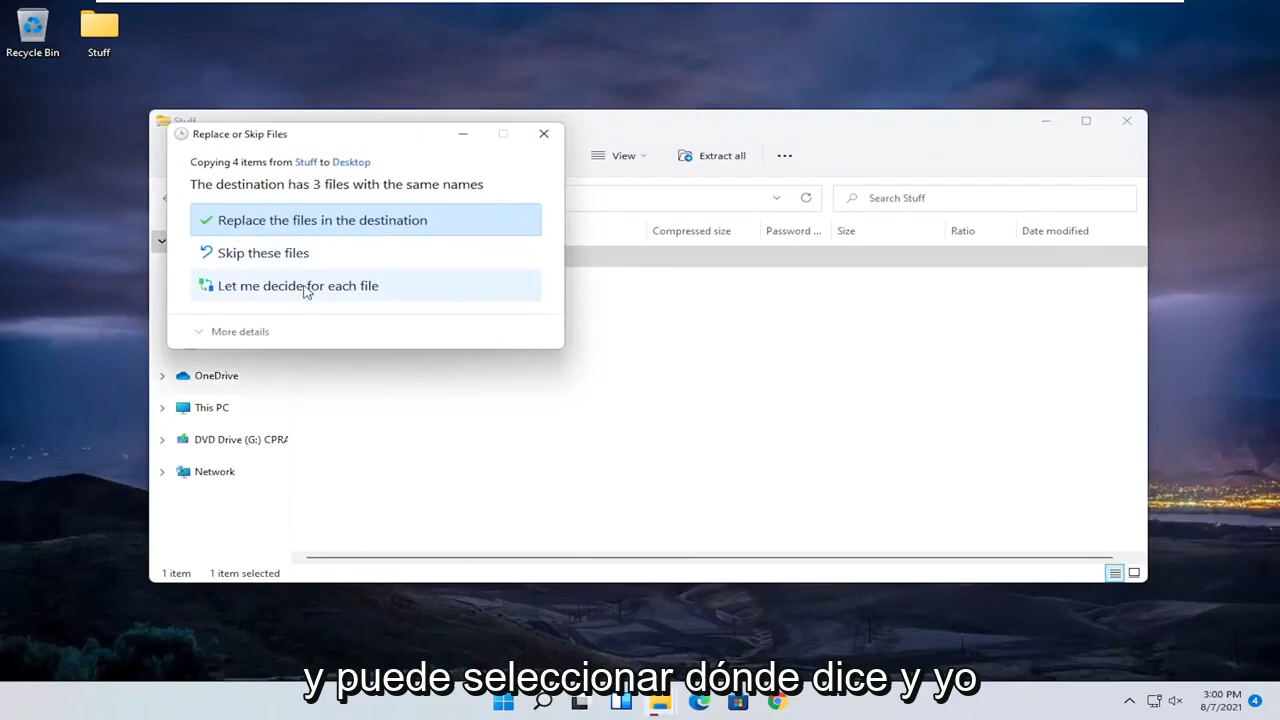 Recycle Bin
Stuff
Stuff
Replace or Skip Files
Copying 4 items from Stuff to Desktop
The destination has 3 files with the same names
Replace the files in the destination
Skip these files
Let me decide for each file
More details
View
Extract all
Search Stuff
Compressed size
Password ...
Size
Ratio
Date modified
OneDrive
This PC
DVD Drive (G:) CPRA
Network
1 item
1 item selected
y puede seleccionar dónde dice y yo
3:00 PM
8/7/2021
4